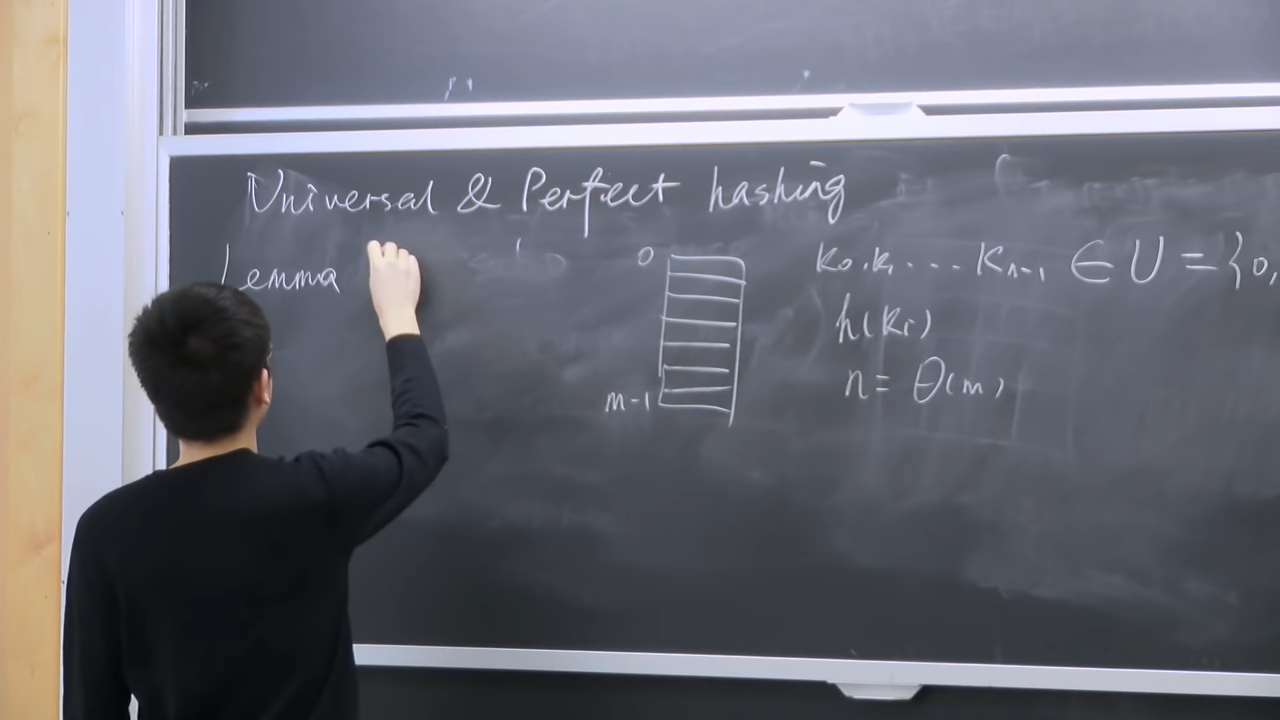 Universal & Perfect hashing
Lemma
0
m-1
k₀, k₁ ... kₙ₋₁ ∈ U = {0,
h(kᵢ)
n = Θ(m)